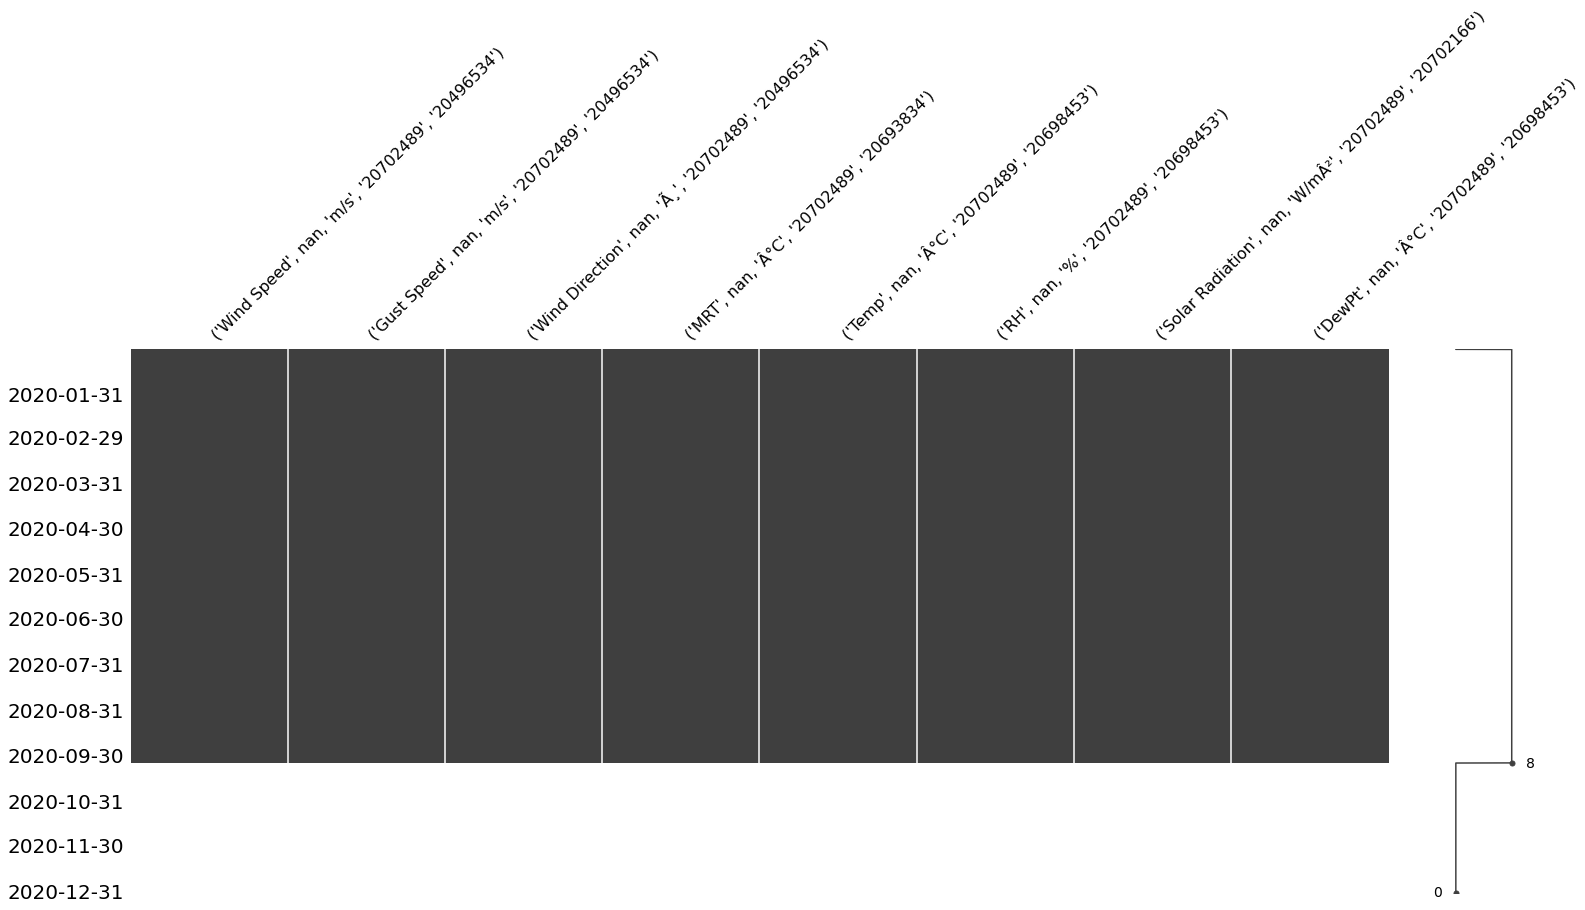 ('Wind Speed', nan, 'm/s', '20702489', '20496534')
('Gust Speed', nan, 'm/s', '20702489', '20496534')
('Wind Direction', nan, 'Ã¸', '20702489', '20496534')
('MRT', nan, 'Â°C', '20702489', '20693834')
('Temp', nan, 'Â°C', '20702489', '20698453')
('RH', nan, '%', '20702489', '20698453')
('Solar Radiation', nan, 'W/mÂ²', '20702489', '20702166')
('DewPt', nan, 'Â°C', '20702489', '20698453')
2020-01-31
2020-02-29
2020-03-31
2020-04-30
2020-05-31
2020-06-30
2020-07-31
2020-08-31
2020-09-30
8
2020-10-31
2020-11-30
2020-12-31
0